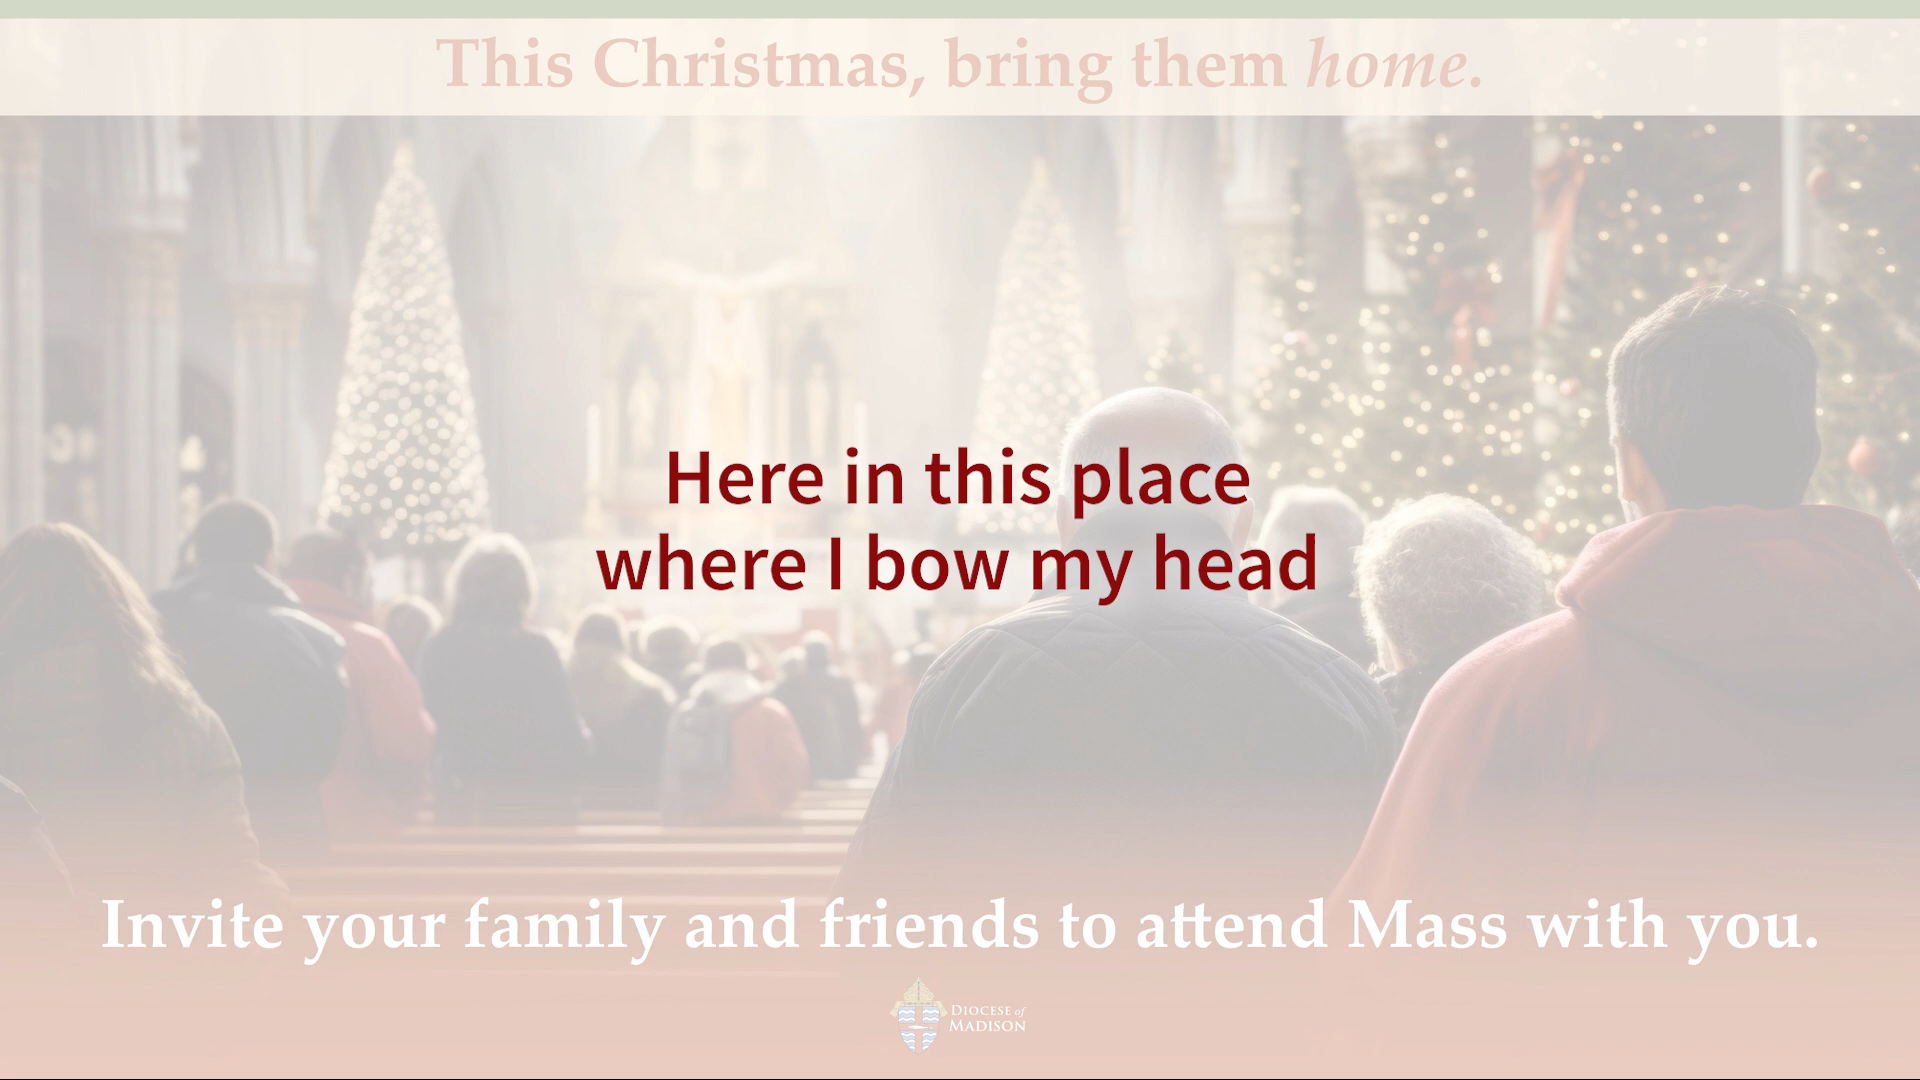 This Christmas, bring them home.
Here in this place
where I bow my head
Invite your family and friends to attend Mass with you.
Diocese of
Madison